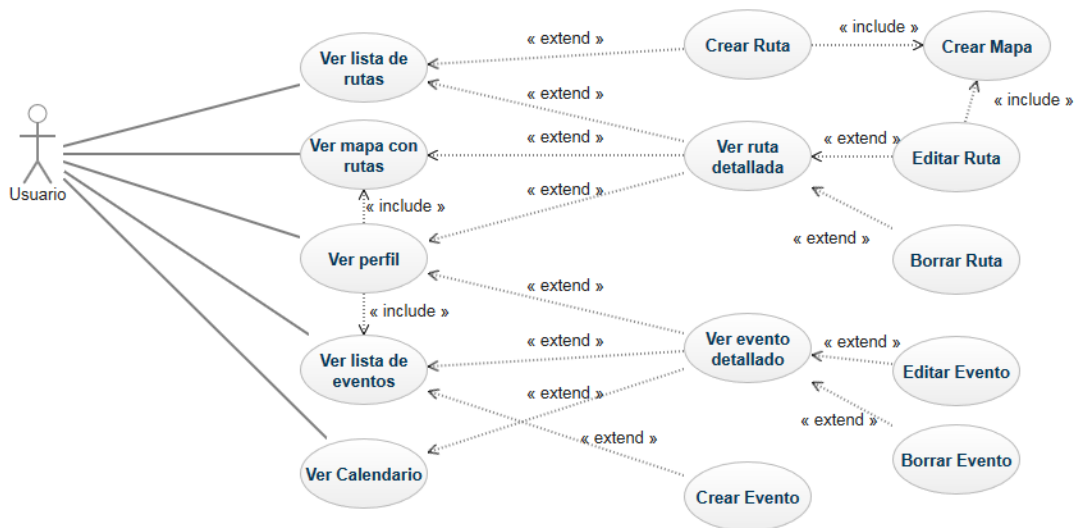 « extend »
Crear Ruta
« include »
Crear Mapa
Ver lista de
rutas
« extend »
« include »
Usuario
Ver mapa con
rutas
« extend »
Ver ruta
detallada
« extend »
Editar Ruta
« include »
« extend »
« extend »
Ver perfil
Borrar Ruta
« extend »
« include »
Ver evento
detallado
« extend »
Ver lista de
eventos
« extend »
Editar Evento
« extend »
« extend »
« extend »
Ver Calendario
Crear Evento
Borrar Evento